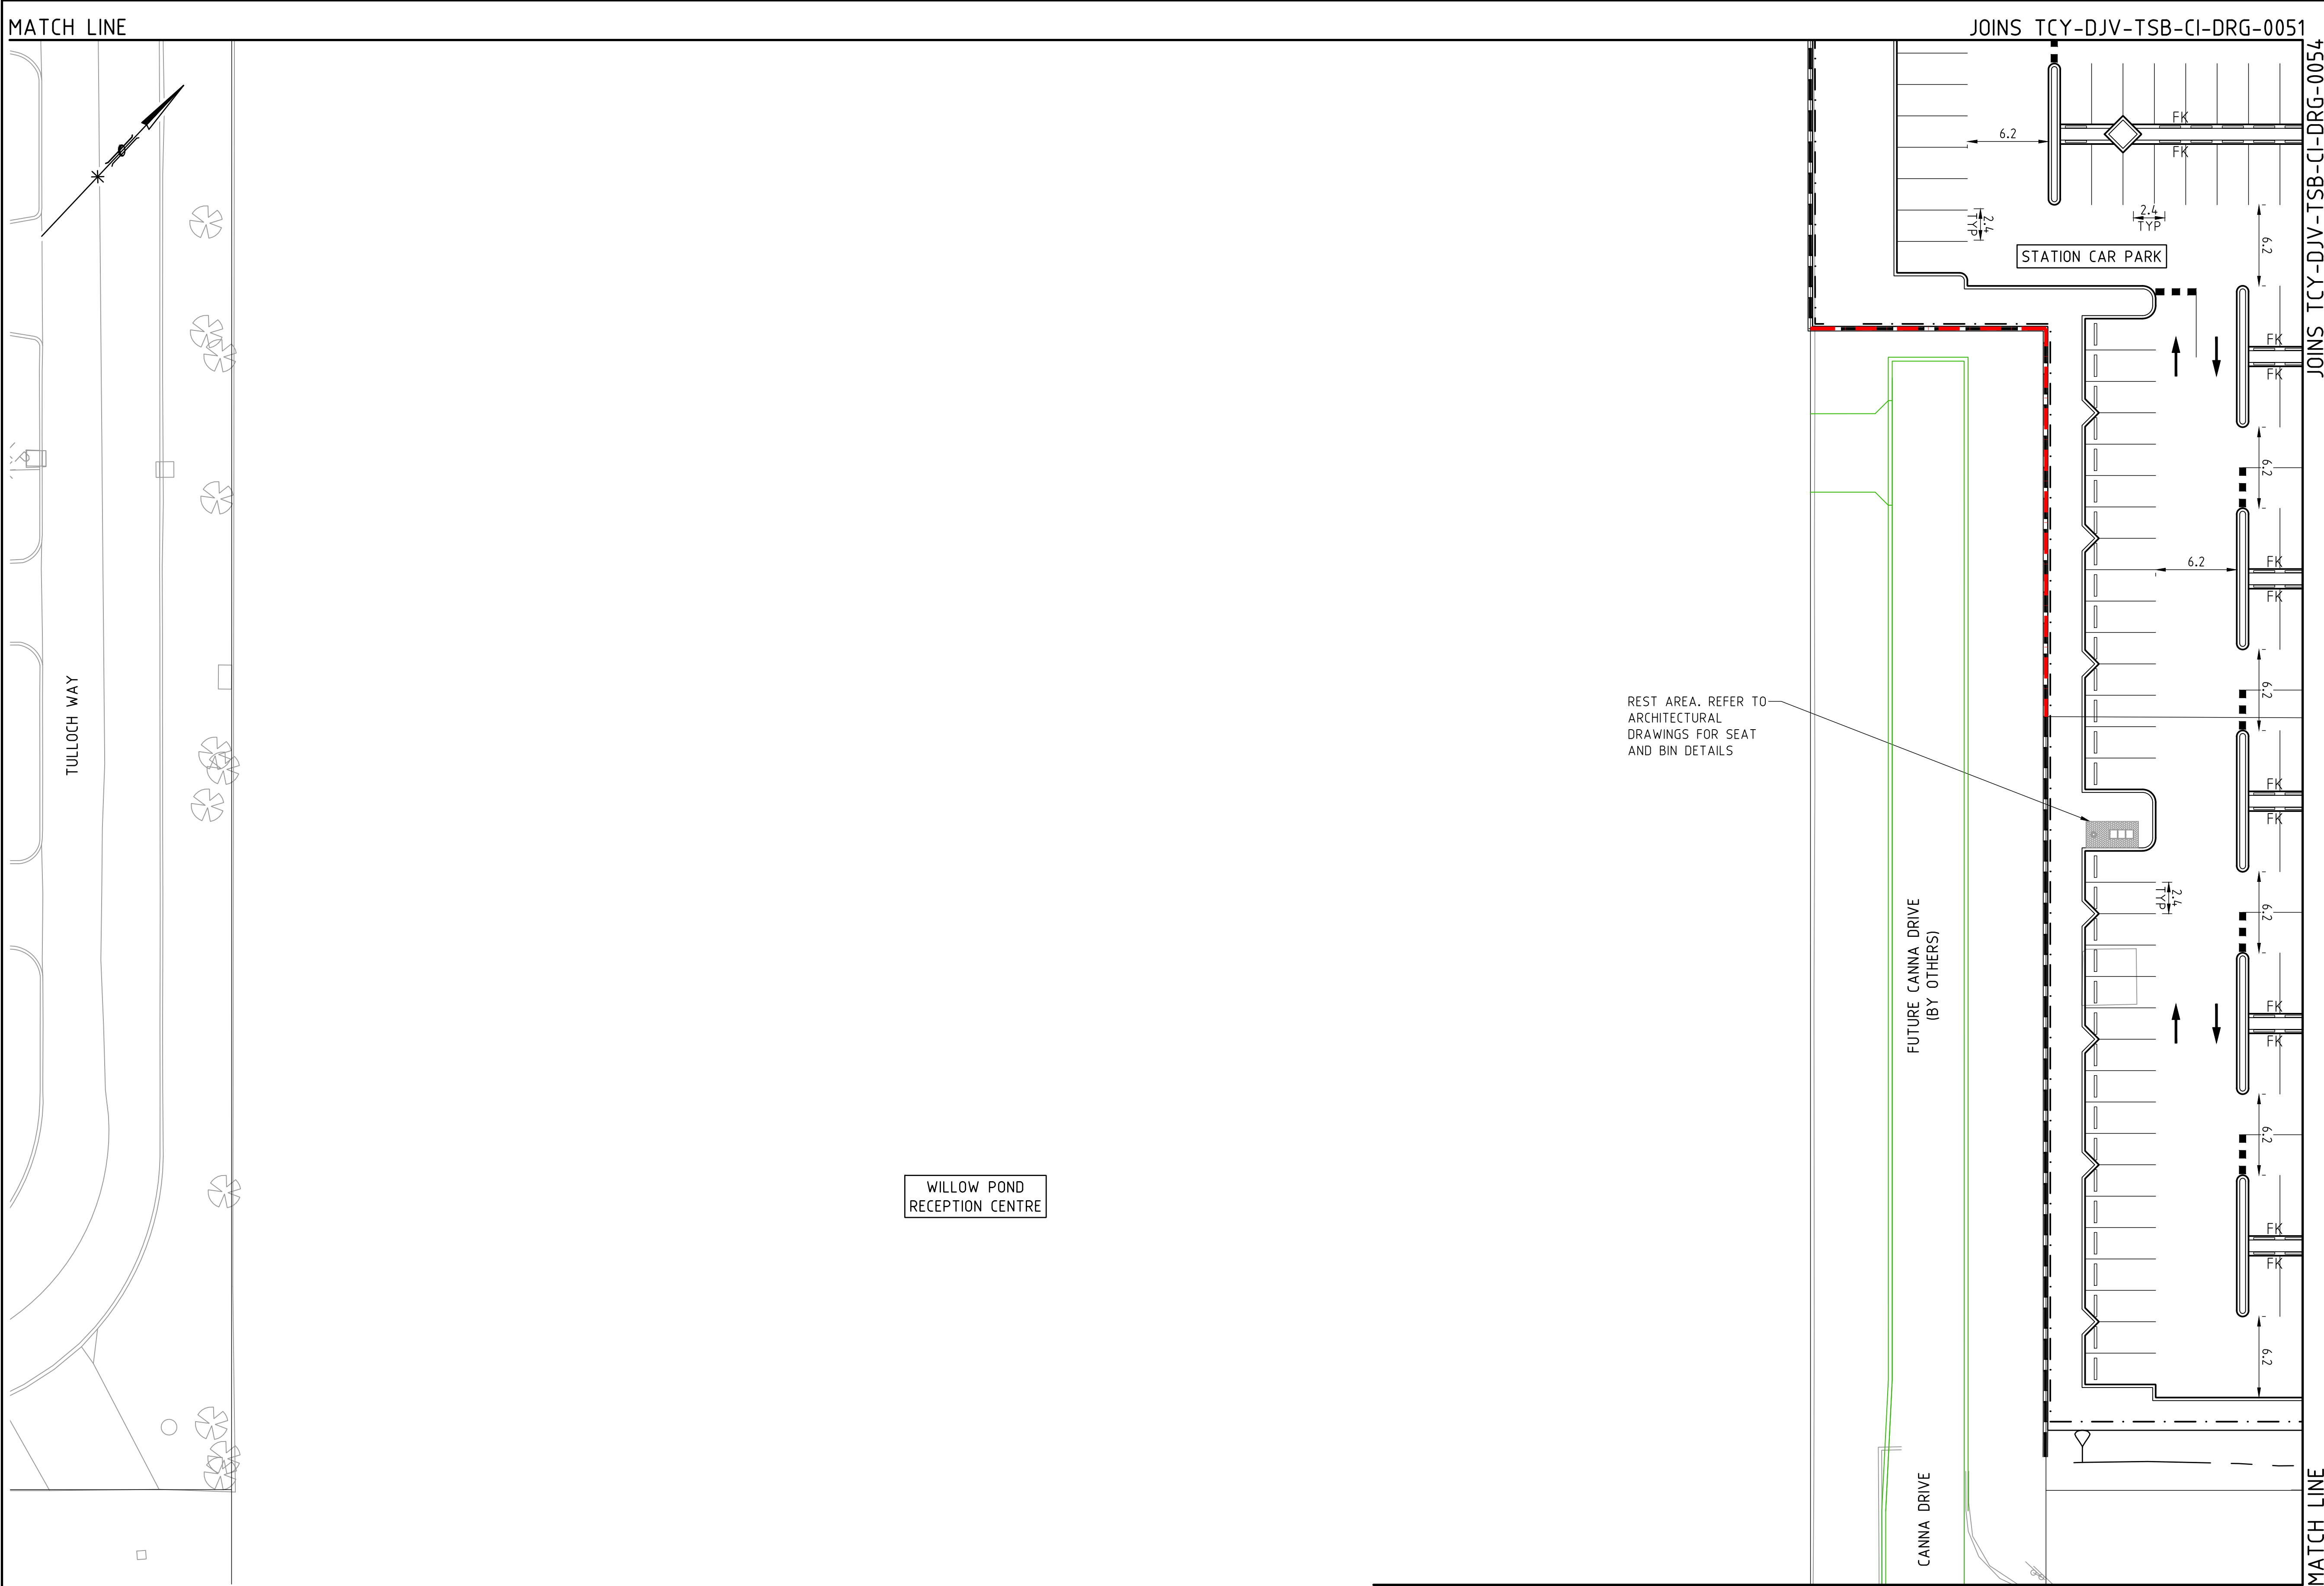 MATCH LINE
JOINS TCY-DJV-TSB-CI-DRG-0051
JOINS TCY-DJV-TSB-CI-DRG-0054
FK
6.2
FK
2.4
TYP
2.4
TYP
6.2
STATION CAR PARK
FK
FK
6.2
FK
6.2
FK
TULLOCH WAY
6.2
REST AREA. REFER TO
ARCHITECTURAL
DRAWINGS FOR SEAT
AND BIN DETAILS
FK
FK
2.4
TYP
6.2
FUTURE CANNA DRIVE
(BY OTHERS)
FK
FK
6.2
WILLOW POND
RECEPTION CENTRE
FK
FK
6.2
CANNA DRIVE
MATCH LINE